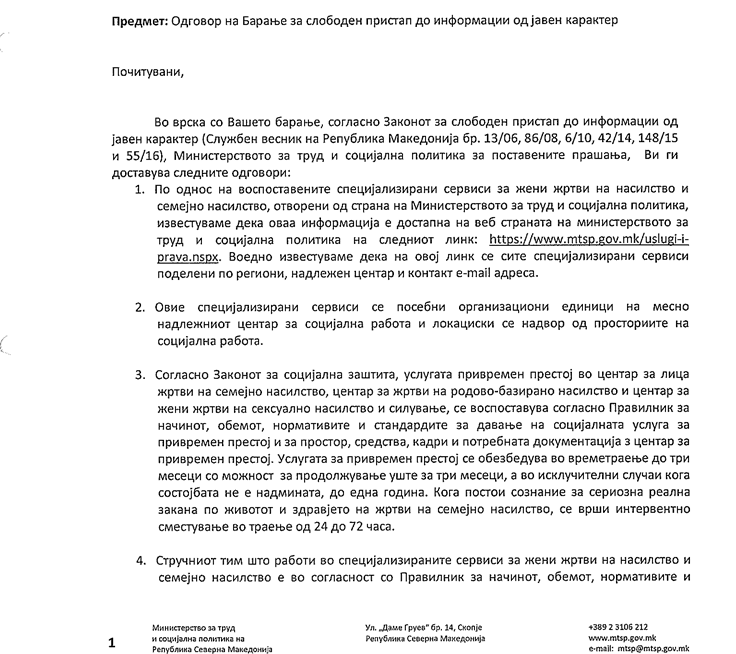 Предмет: Одговор на Барање за слободен пристап до информации од јавен карактер
Почитувани,
Во врска со Вашето барање, согласно Законот за слободен пристап до информации од
јавен карактер (Службен весник на Република Македонија бр. 13/06, 86/08, 6/10, 42/14, 148/15
и 55/16), Министерството за труд и социјална политика за поставените прашања, Ви ги
доставува следните одговори:
1. По однос на воспоставените специјализирани сервиси за жени жртви на насилство и
семејно насилство, отворени од страна на Министерството за труд и социјална политика,
известуваме дека оваа информација е достапна на веб страната на министерството за
труд и социјална политика на следниот линк: https://www.mtsp.gov.mk/uslugi-i-
prava.nspx. Воедно известуваме дека на овој линк се сите специјализирани сервиси
поделени по региони, надлежен центар и контакт e-mail адреса.
2. Овие специјализирани сервиси се посебни организациони единици на месно
надлежниот центар за социјална работа и локациски се надвор од просториите на
социјална работа.
3. Согласно Законот за социјална заштита, услугата привремен престој во центар за лица
жртви на семејно насилство, центар за жртви на родово-базирано насилство и центар за
жени жртви на сексуално насилство и силување, се воспоставува согласно Правилник за
начинот, обемот, нормативите и стандардите за давање на социјалната услуга за
привремен престој и за простор, средства, кадри и потребната документација з центар за
привремен престој. Услугата за привремен престој се обезбедува во времетраење до три
месеци со можност за продолжување уште за три месеци, а во исклучителни случаи кога
состојбата не е надмината, до една година. Кога постои сознание за сериозна реална
закана по животот и здравјето на жртви на семејно насилство, се врши интервентно
сместување во траење од 24 до 72 часа.
4. Стручниот тим што работи во специјализираните сервиси за жени жртви на насилство и
семејно насилство е во согласност со Правилник за начинот, обемот, нормативите и
1
Министерство за труд
и социјална политика на
Република Северна Македонија
Ул. „Даме Груев" бр. 14, Скопје
Република Северна Македонија
+389 2 3106 212
www.mtsp.gov.mk
e-mail: mtsp@mtsp.gov.mk